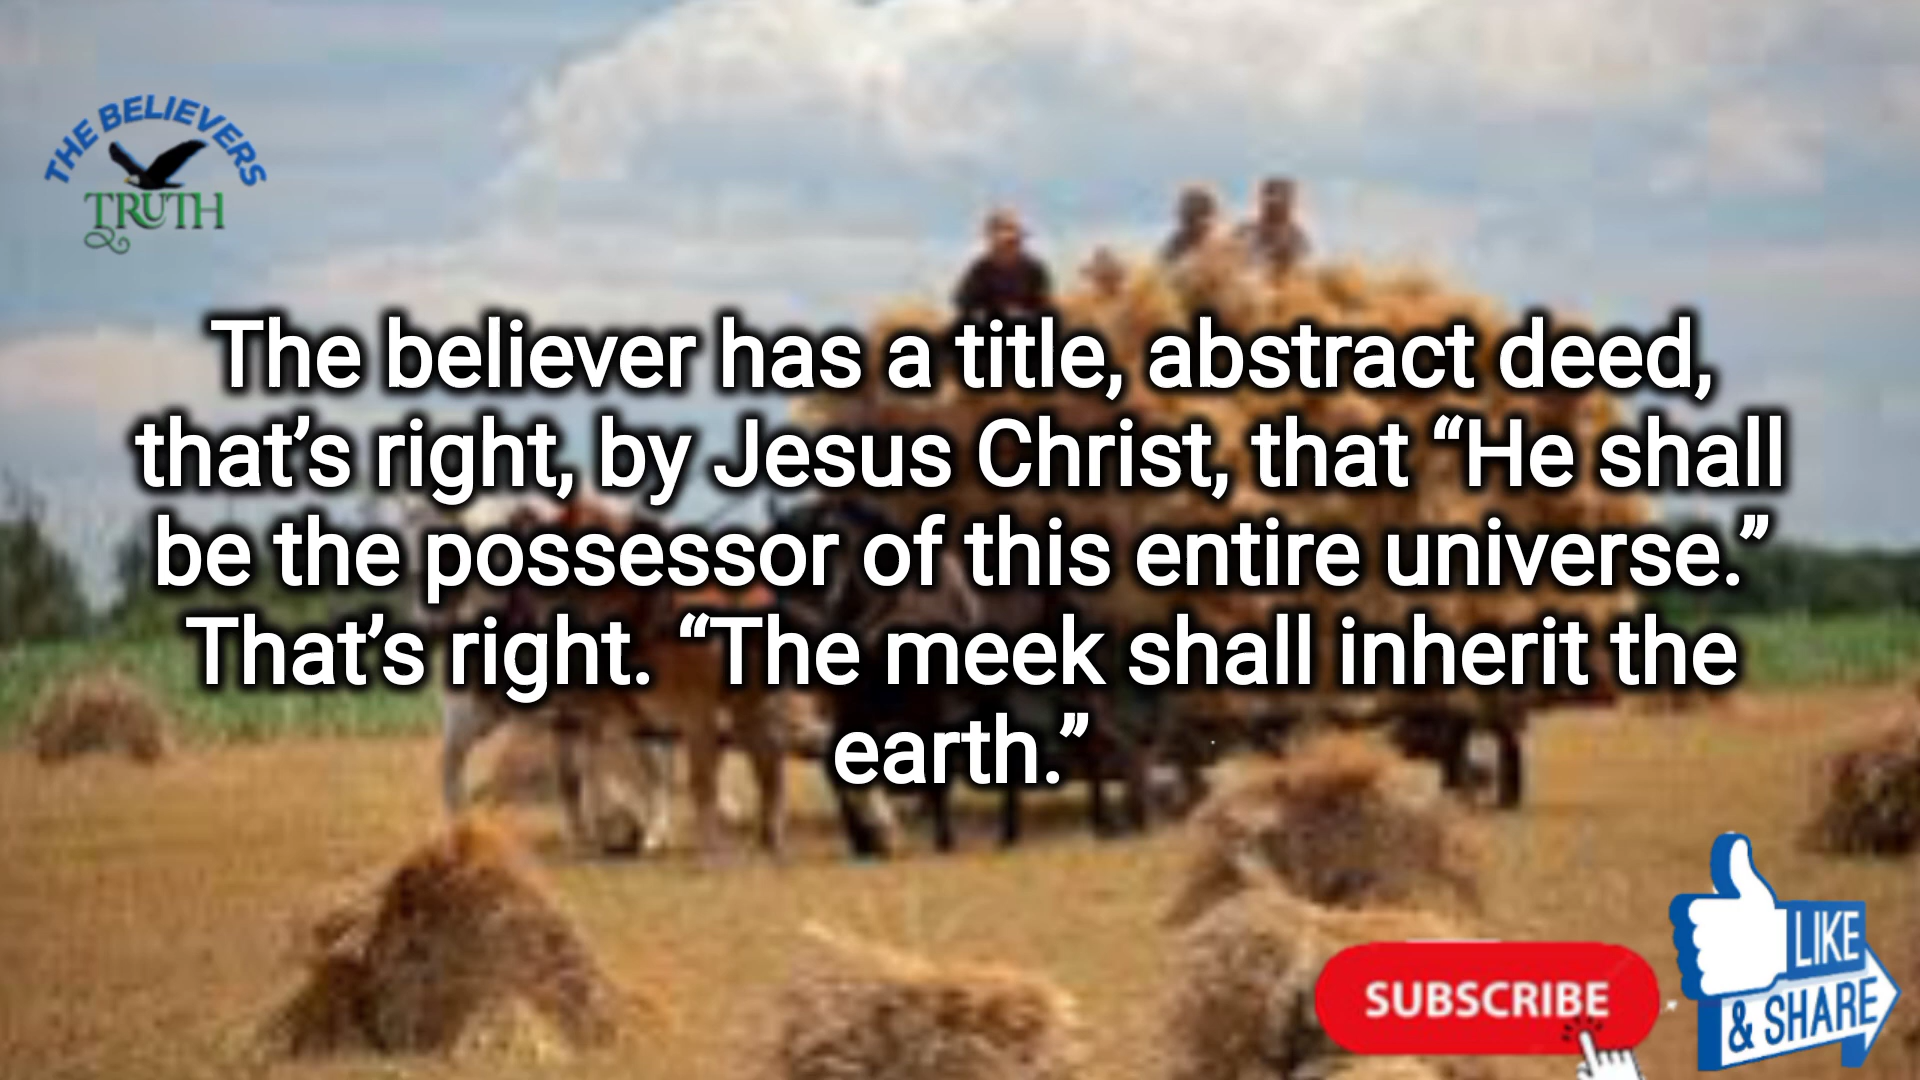 THE BELIEVERS
TRUTH
The believer has a title, abstract deed,
that’s right, by Jesus Christ, that “He shall
be the possessor of this entire universe.”
That’s right. “The meek shall inherit the
earth.”
LIKE
& SHARE
SUBSCRIBE